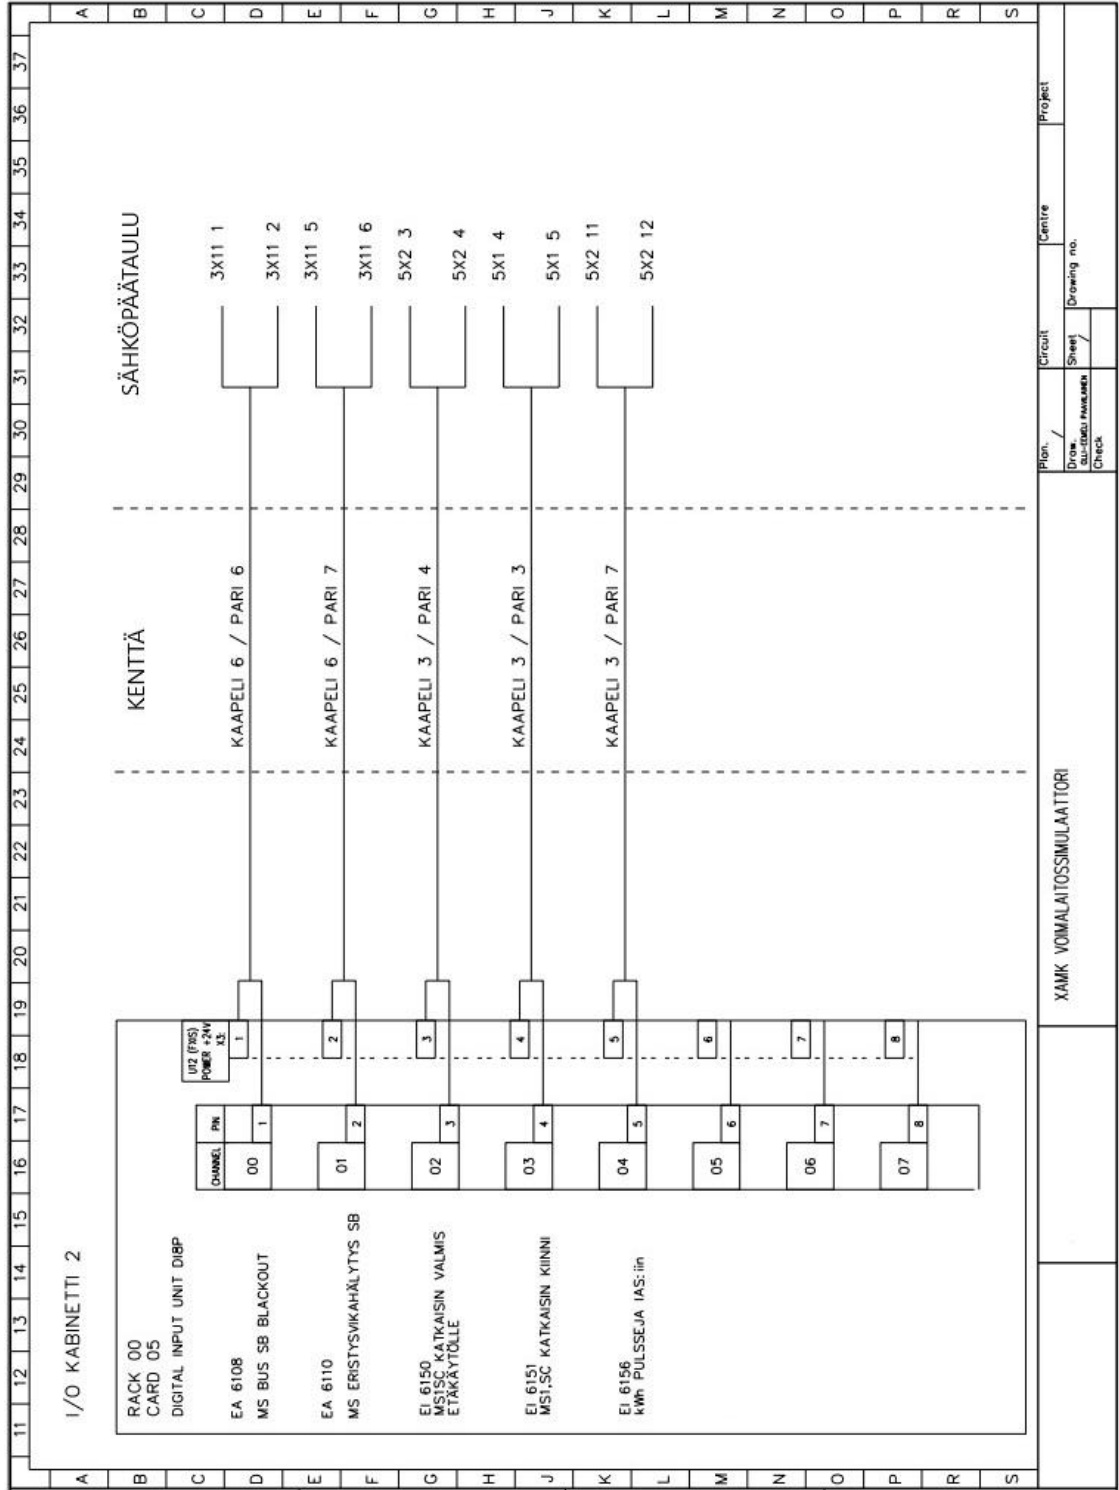 11 12 13 14 15 16 17 18 19 20 21 22 23 24 25 26 27 28 29 30 31 32 33 34 35 36 37
A A
B B
C C
D D
E E
F F
G G
H H
J J
K K
L L
M M
N N
O O
P P
R R
S S
I/O KABINETTI 2
KENTTÄ
SÄHKÖPÄÄTAULU
RACK 00
CARD 05
DIGITAL INPUT UNIT DI8P
CHANNEL PIN
U12 (FX0S)
POWER +24V
X3:
EA 6108
MS BUS SB BLACKOUT
00 1 1
KAAPELI 6 / PARI 6
3X11 1
3X11 2
EA 6110
MS ERISTYSVIKAHÄLYTYS SB
01 2 2
KAAPELI 6 / PARI 7
3X11 5
3X11 6
EI 6150
MS1SC KATKAISIN VALMIS
ETÄKÄYTÖLLE
02 3 3
KAAPELI 3 / PARI 4
5X2 3
5X2 4
EI 6151
MS1,SC KATKAISIN KIINNI
03 4 4
KAAPELI 3 / PARI 3
5X1 4
5X1 5
EI 6156
kWh PULSSEJA IAS:iin
04 5 5
KAAPELI 3 / PARI 7
5X2 11
5X2 12
05 6 6
06 7 7
07 8 8
XAMK VOIMALAITOSSIMULAATTORI
Plan. /
Circuit
Centre
Project
Draw.
OLLI-EEMELI PAAVILAINEN
Sheet /
Drawing no.
Check